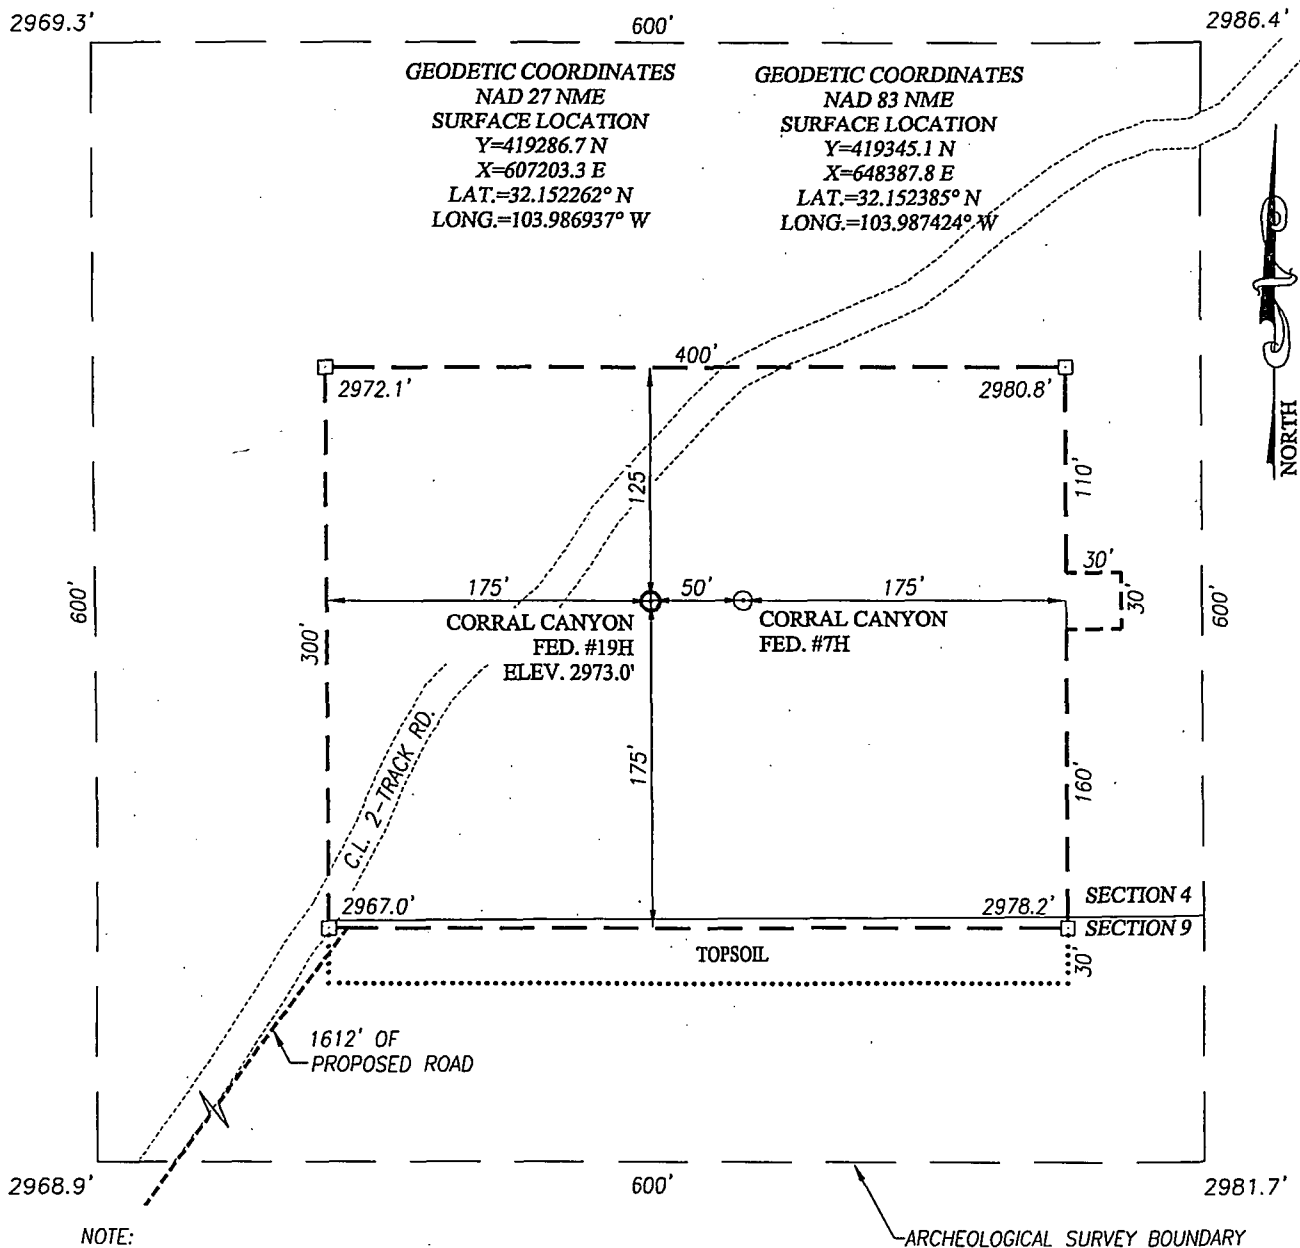 2969.3'
600'
2986.4'
GEODETIC COORDINATES
NAD 27 NME
SURFACE LOCATION
Y=419286.7 N
X=607203.3 E
LAT.=32.152262° N
LONG.=103.986937° W
GEODETIC COORDINATES
NAD 83 NME
SURFACE LOCATION
Y=419345.1 N
X=648387.8 E
LAT.=32.152385° N
LONG.=103.987424° W
NORTH
400'
2972.1'
2980.8'
125'
110'
30'
30'
600'
175'
50'
175'
600'
300'
CORRAL CANYON
FED. #19H
ELEV. 2973.0'
CORRAL CANYON
FED. #7H
C.L. 2-TRACK RD.
175'
160'
2967.0'
2978.2'
SECTION 4
SECTION 9
TOPSOIL
30'
1612' OF
PROPOSED ROAD
2968.9'
600'
2981.7'
NOTE:
ARCHEOLOGICAL SURVEY BOUNDARY